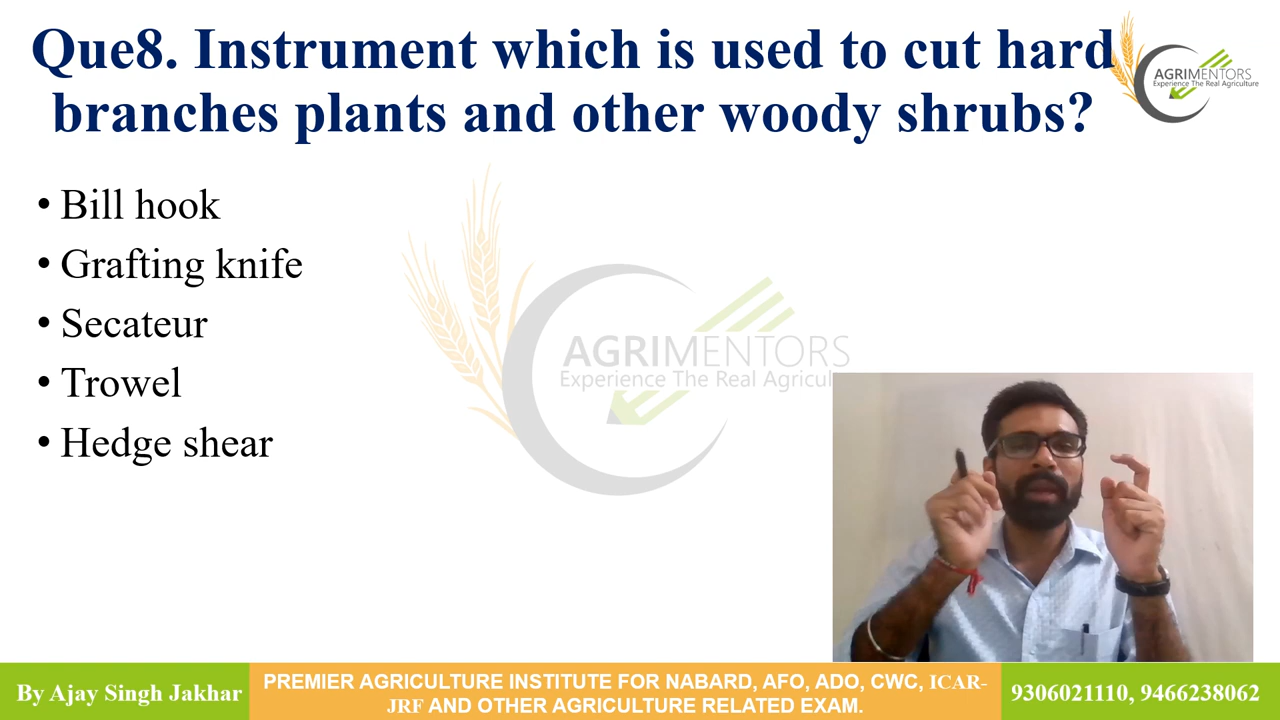 Que8. Instrument which is used to cut hard
branches plants and other woody shrubs?
AGRIMENTORS
Experience The Real Agriculture
• Bill hook
• Grafting knife
• Secateur
• Trowel
• Hedge shear
AGRIMENTORS
Experience The Real Agricul
By Ajay Singh Jakhar
PREMIER AGRICULTURE INSTITUTE FOR NABARD, AFO, ADO, CWC, ICAR-
JRF AND OTHER AGRICULTURE RELATED EXAM.
9306021110, 9466238062